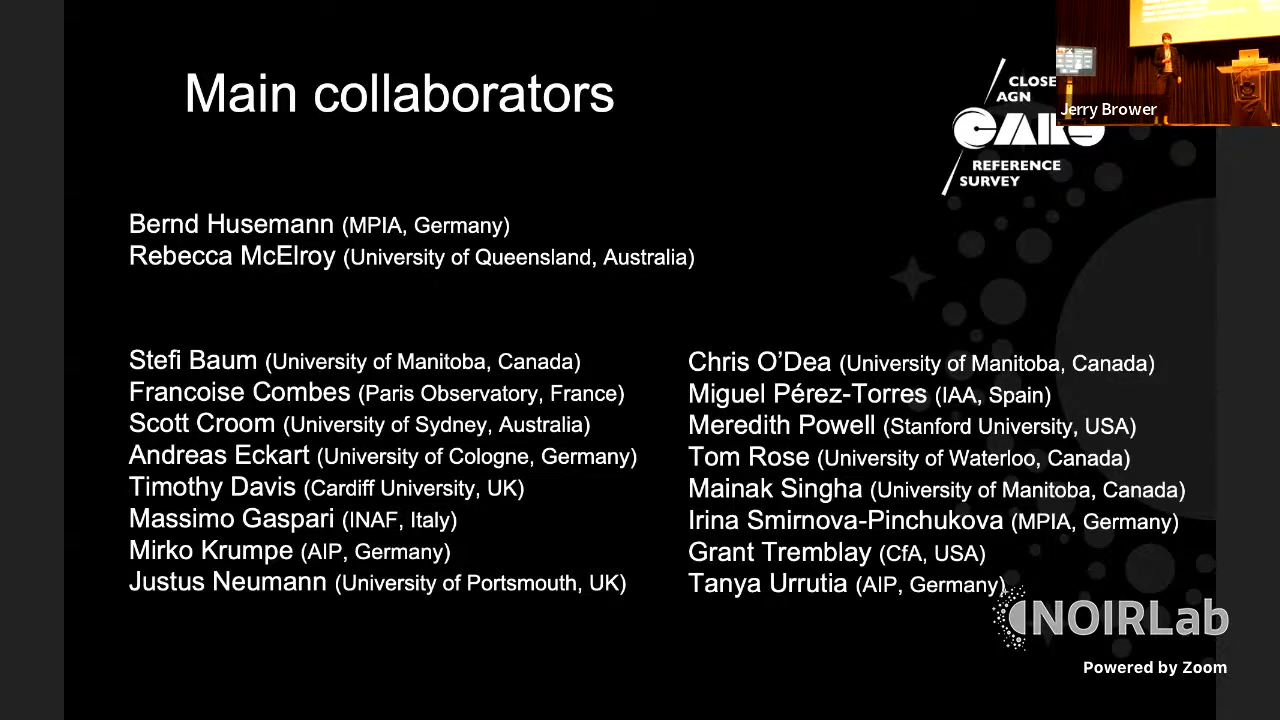 Main collaborators
CLOSE
AGN
CARS
REFERENCE
SURVEY
Jerry Brower
Bernd Husemann (MPIA, Germany)
Rebecca McElroy (University of Queensland, Australia)
Stefi Baum (University of Manitoba, Canada)
Francoise Combes (Paris Observatory, France)
Scott Croom (University of Sydney, Australia)
Andreas Eckart (University of Cologne, Germany)
Timothy Davis (Cardiff University, UK)
Massimo Gaspari (INAF, Italy)
Mirko Krumpe (AIP, Germany)
Justus Neumann (University of Portsmouth, UK)
Chris O’Dea (University of Manitoba, Canada)
Miguel Pérez-Torres (IAA, Spain)
Meredith Powell (Stanford University, USA)
Tom Rose (University of Waterloo, Canada)
Mainak Singha (University of Manitoba, Canada)
Irina Smirnova-Pinchukova (MPIA, Germany)
Grant Tremblay (CfA, USA)
Tanya Urrutia (AIP, Germany)
NOIRLab
Powered by Zoom